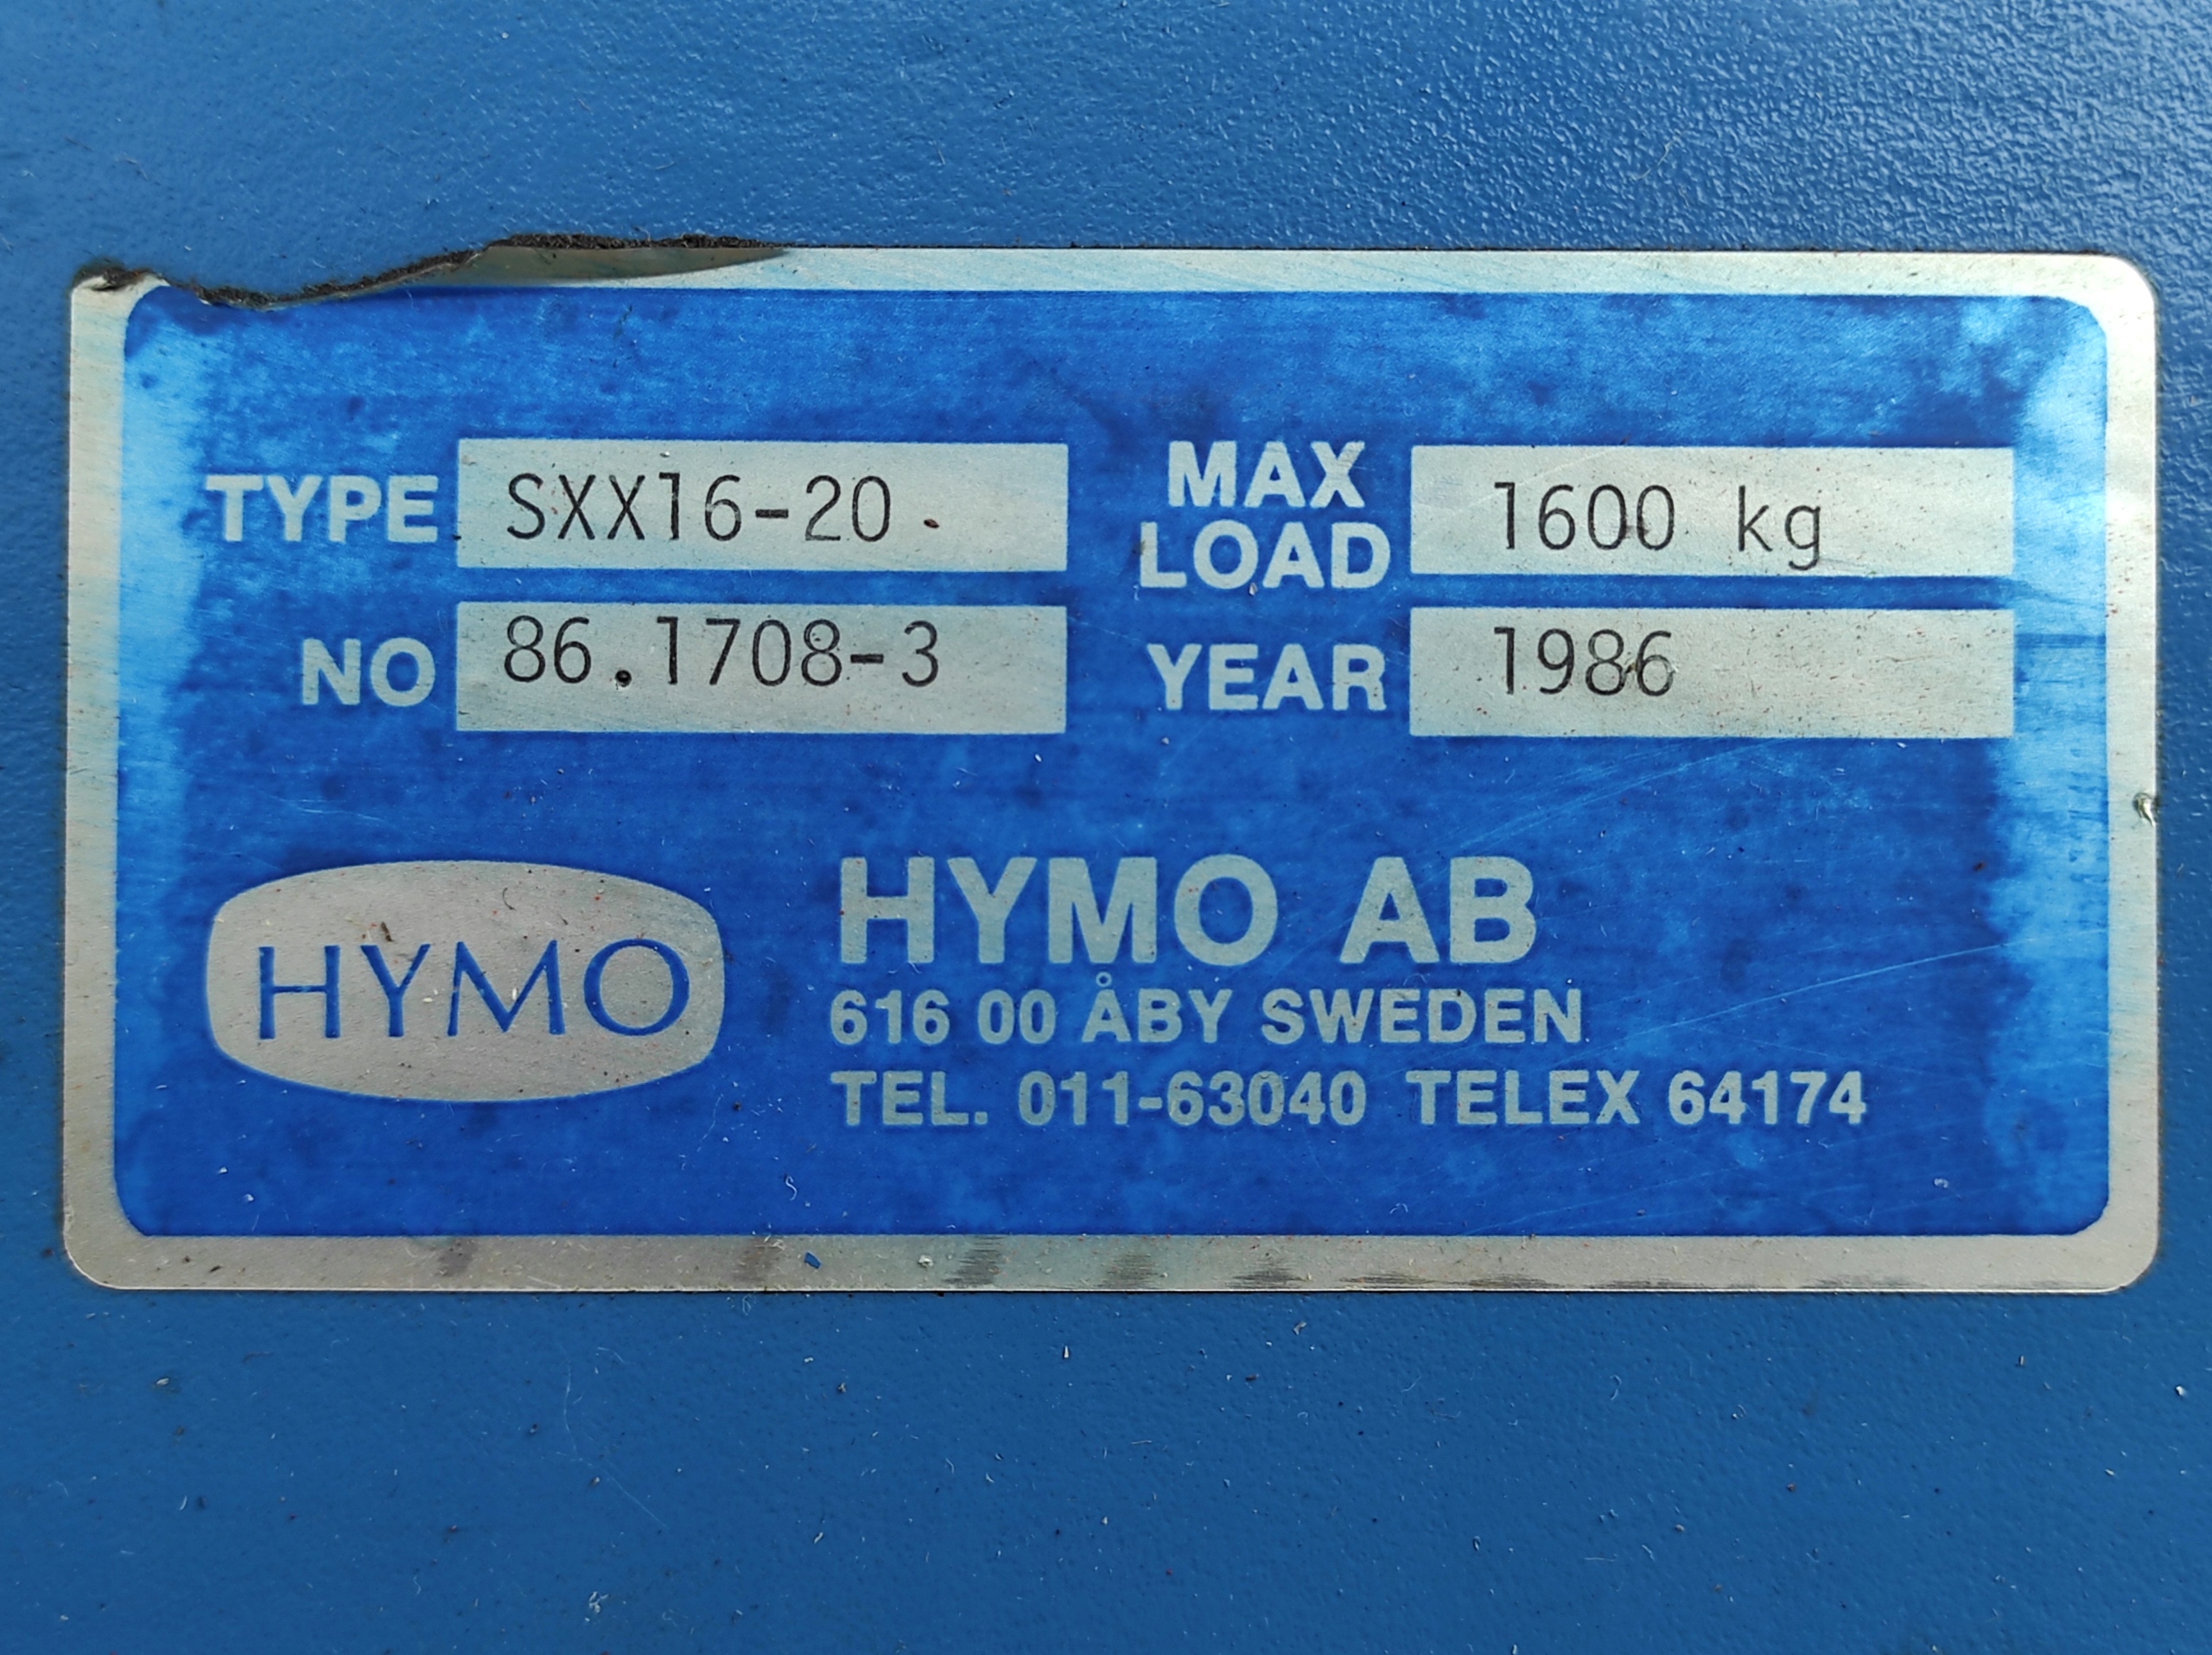 TYPE SXX16-20
MAX LOAD 1600 kg
NO 86.1708-3
YEAR 1986
HYMO
HYMO AB
616 00 ÅBY SWEDEN
TEL. 011-63040 TELEX 64174